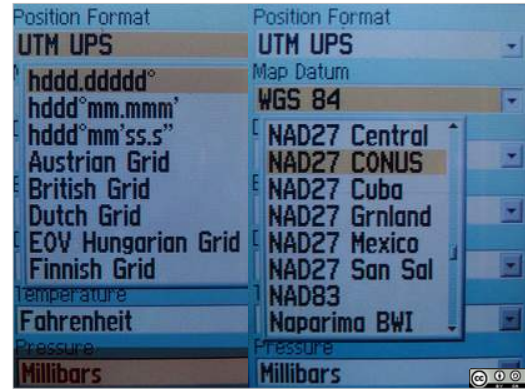 Position Format
UTM UPS
hddd.ddddd°
hddd°mm.mmm'
hddd°mm'ss.s"
Austrian Grid
British Grid
Dutch Grid
EOV Hungarian Grid
Finnish Grid
Temperature
Fahrenheit
Pressure
Millibars
Position Format
UTM UPS
Map Datum
WGS 84
NAD27 Central
NAD27 CONUS
NAD27 Cuba
NAD27 Grnland
NAD27 Mexico
NAD27 San Sal
NAD83
Naparima BWI
Pressure
Millibars
cc